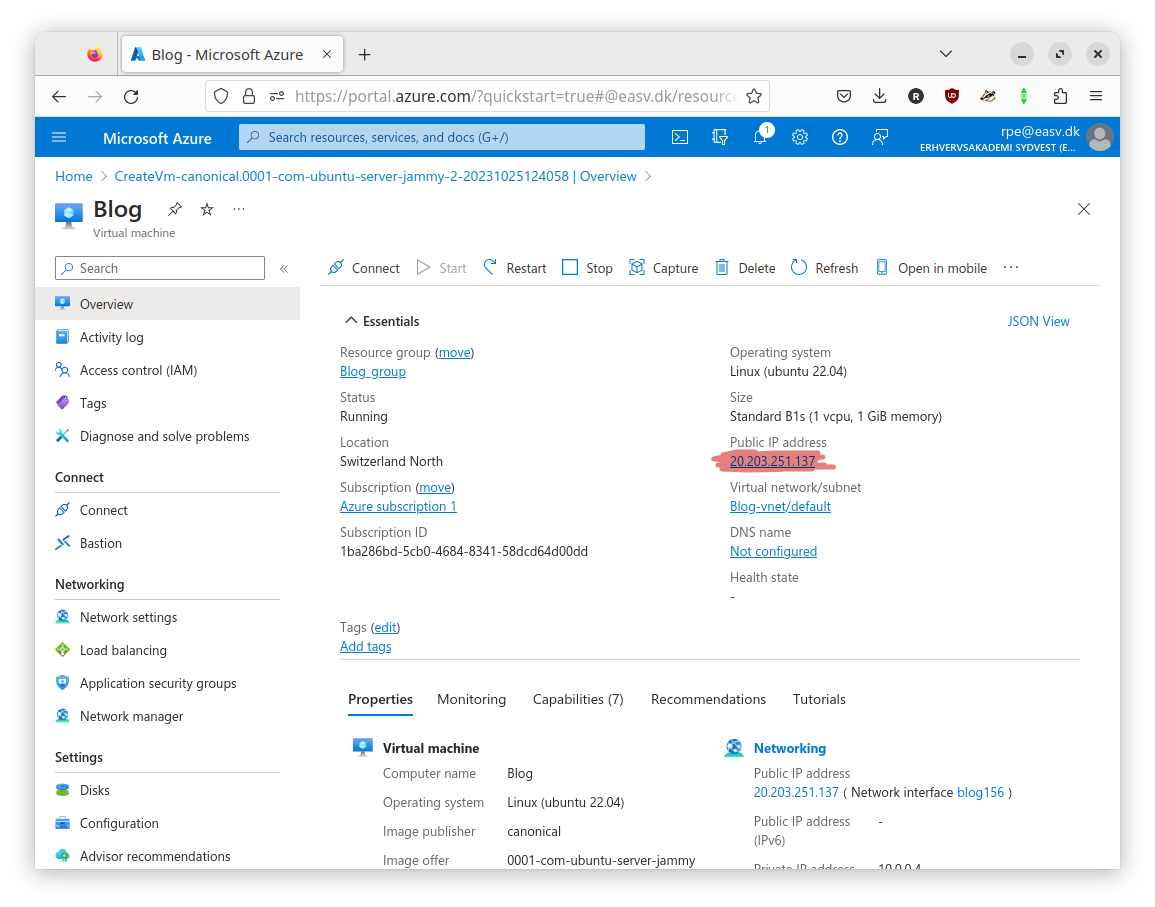 Blog - Microsoft Azure
https://portal.azure.com/?quickstart=true#@easv.dk/resource
Microsoft Azure
Search resources, services, and docs (G+/)
1
rpe@easv.dk
ERHVERVSAKADEMI SYDVEST (E...
Home > CreateVm-canonical.0001-com-ubuntu-server-jammy-2-20231025124058 | Overview >
Blog
Virtual machine
Search
«
Connect
Start
Restart
Stop
Capture
Delete
Refresh
Open in mobile
Overview
Activity log
Access control (IAM)
Tags
Diagnose and solve problems
Connect
Connect
Bastion
Networking
Network settings
Load balancing
Application security groups
Network manager
Settings
Disks
Configuration
Advisor recommendations
Essentials
JSON View
Resource group (move)
Blog_group
Status
Running
Location
Switzerland North
Subscription (move)
Azure subscription 1
Subscription ID
1ba286bd-5cb0-4684-8341-58dcd64d00dd
Operating system
Linux (ubuntu 22.04)
Size
Standard B1s (1 vcpu, 1 GiB memory)
Public IP address
20.203.251.137
Virtual network/subnet
Blog-vnet/default
DNS name
Not configured
Health state
-
Tags (edit)
Add tags
Properties
Monitoring
Capabilities (7)
Recommendations
Tutorials
Virtual machine
Computer name Blog
Operating system Linux (ubuntu 22.04)
Image publisher canonical
Image offer 0001-com-ubuntu-server-jammy
Networking
Public IP address
20.203.251.137 ( Network interface blog156 )
Public IP address -
(IPv6)
Private IP address 10.0.0.4